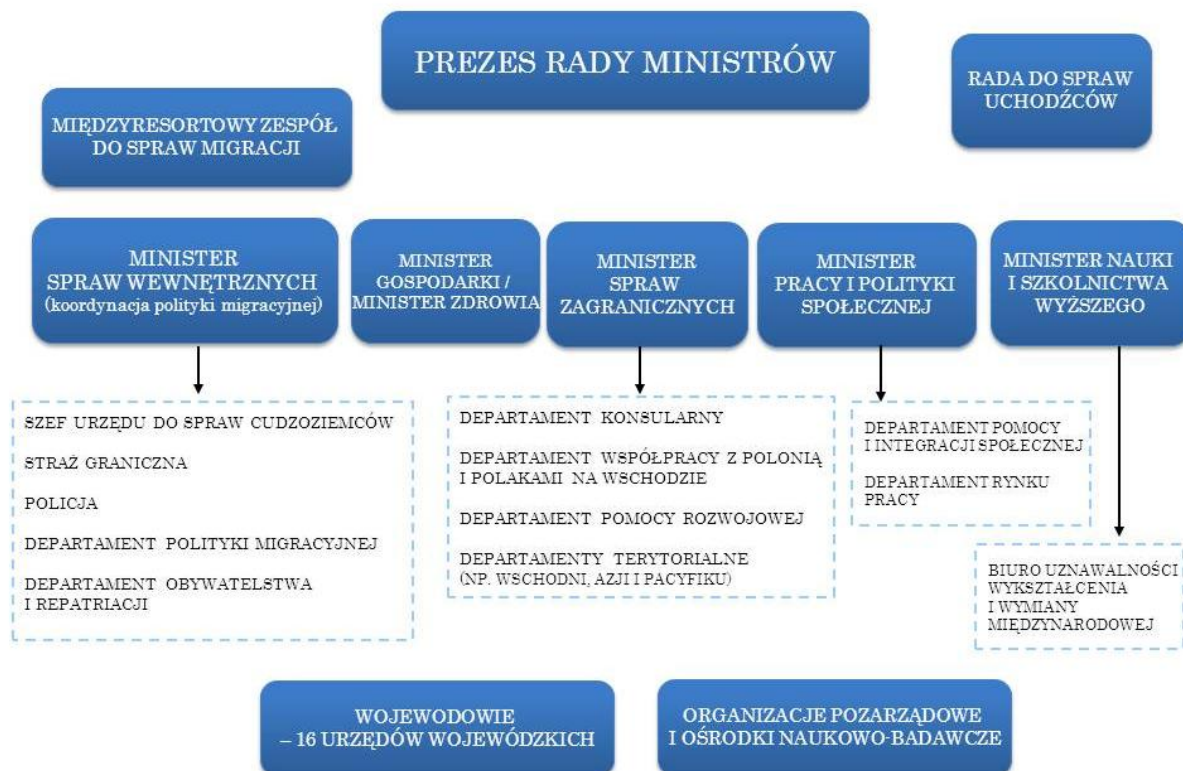 PREZES RADY MINISTRÓW
RADA DO SPRAW
UCHODŹCÓW
MIĘDZYRESORTOWY ZESPÓŁ
DO SPRAW MIGRACJI
MINISTER
SPRAW WEWNĘTRZNYCH
(koordynacja polityki migracyjnej)
MINISTER
GOSPODARKI /
MINISTER ZDROWIA
MINISTER
SPRAW
ZAGRANICZNYCH
MINISTER
PRACY I POLITYKI
SPOŁECZNEJ
MINISTER NAUKI
I SZKOLNICTWA
WYŻSZEGO
SZEF URZĘDU DO SPRAW CUDZOZIEMCÓW
STRAŻ GRANICZNA
POLICJA
DEPARTAMENT POLITYKI MIGRACYJNEJ
DEPARTAMENT OBYWATELSTWA
I REPATRIACJI
DEPARTAMENT KONSULARNY
DEPARTAMENT WSPÓŁPRACY Z POLONIĄ
I POLAKAMI NA WSCHODZIE
DEPARTAMENT POMOCY ROZWOJOWEJ
DEPARTAMENTY TERYTORIALNE
(NP. WSCHODNI, AZJI I PACYFIKU)
DEPARTAMENT POMOCY
I INTEGRACJI SPOŁECZNEJ
DEPARTAMENT RYNKU
PRACY
BIURO UZNAWALNOŚCI
WYKSZTAŁCENIA
I WYMIANY
MIĘDZYNARODOWEJ
WOJEWODOWIE
– 16 URZĘDÓW WOJEWÓDZKICH
ORGANIZACJE POZARZĄDOWE
I OŚRODKI NAUKOWO-BADAWCZE